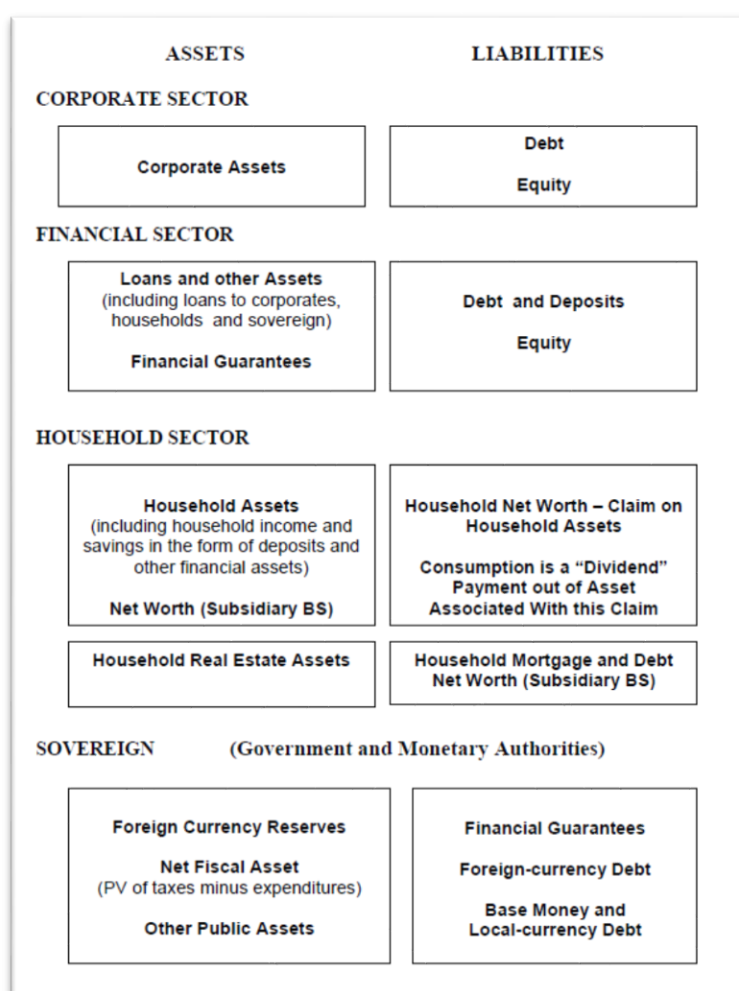 ASSETS
LIABILITIES
CORPORATE SECTOR
Corporate Assets
Debt
Equity
FINANCIAL SECTOR
Loans and other Assets
(including loans to corporates,
households and sovereign)
Financial Guarantees
Debt and Deposits
Equity
HOUSEHOLD SECTOR
Household Assets
(including household income and
savings in the form of deposits and
other financial assets)
Net Worth (Subsidiary BS)
Household Net Worth – Claim on
Household Assets
Consumption is a “Dividend”
Payment out of Asset
Associated With this Claim
Household Real Estate Assets
Household Mortgage and Debt
Net Worth (Subsidiary BS)
SOVEREIGN (Government and Monetary Authorities)
Foreign Currency Reserves
Net Fiscal Asset
(PV of taxes minus expenditures)
Other Public Assets
Financial Guarantees
Foreign-currency Debt
Base Money and
Local-currency Debt